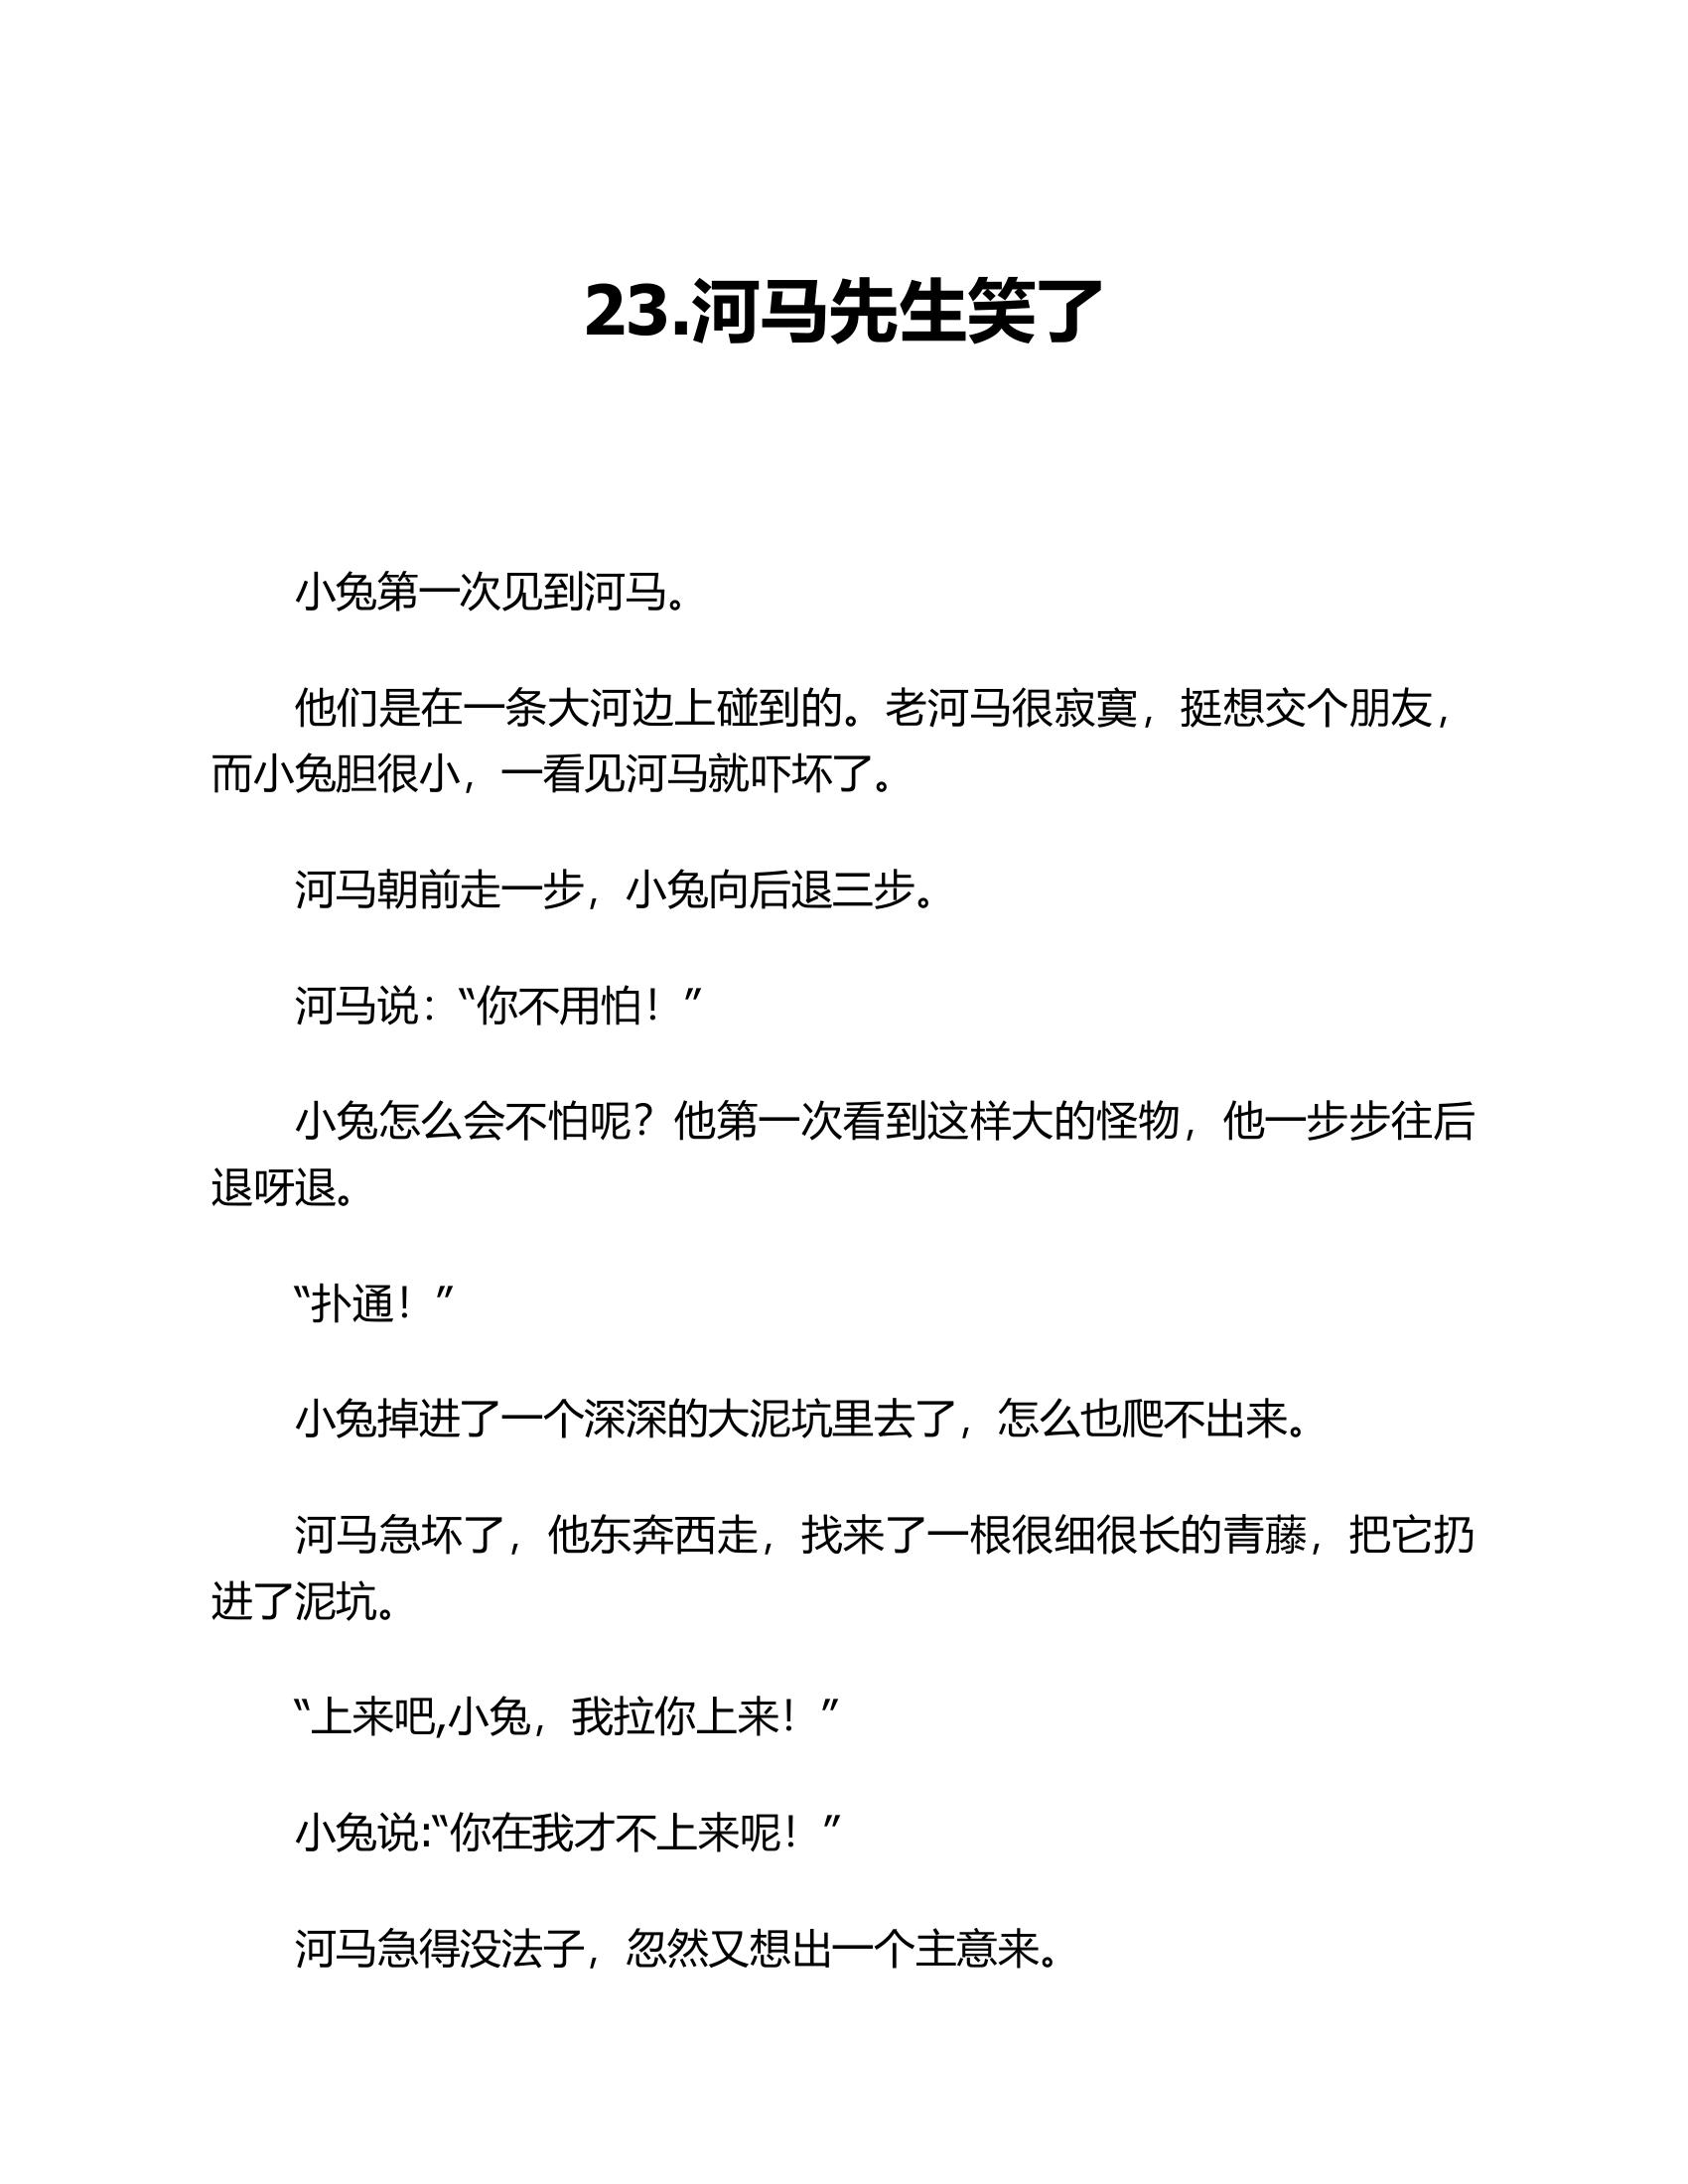 23.河马先生笑了
小兔第一次见到河马。
他们是在一条大河边上碰到的。老河马很寂寞，挺想交个朋友，
而小兔胆很小，一看见河马就吓坏了。
河马朝前走一步，小兔向后退三步。
河马说：“你不用怕！”
小兔怎么会不怕呢？他第一次看到这样大的怪物，他一步步往后
退呀退。
“扑通！”
小兔掉进了一个深深的大泥坑里去了，怎么也爬不出来。
河马急坏了，他东奔西走，找来了一根很细很长的青藤，把它扔
进了泥坑。
“上来吧,小兔，我拉你上来！”
小兔说:“你在我才不上来呢！”
河马急得没法子，忽然又想出一个主意来。